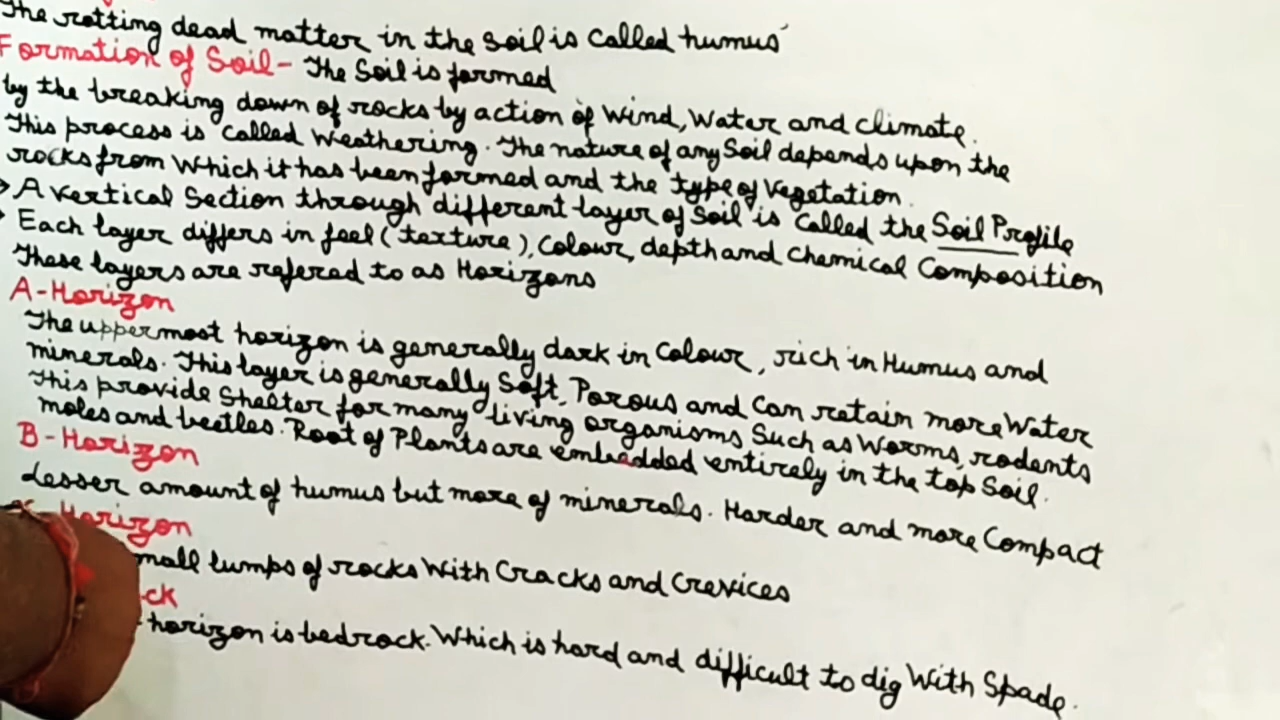 The rotting dead matter in the soil is called humus
Formation of Soil- The Soil is formed
by the breaking down of rocks by action of Wind, Water and climate.
This process is called Weathering. The nature of any Soil depends upon the
rocks from Which it has been formed and the type of Vegetation.
A vertical Section through different layer of Soil is called the Soil Profile
Each layer differs in feel (texture), Colour, depth and Chemical Composition
These layers are refered to as Horizons
A-Horizon
The uppermost horizon is generally dark in Colour, rich in Humus and
minerals. This layer is generally Soft, Porous and Can retain more Water
This provide Shelter for many living organisms Such as Worms, rodents
moles and beetles. Root of Plants are embedded entirely in the top Soil.
B-Horizon
Lesser amount of humus but more of minerals. Harder and more Compact
Horizon
mall lumps of rocks With Cracks and Crevices
ck
horizon is bedrock. Which is hard and difficult to dig With Spade.